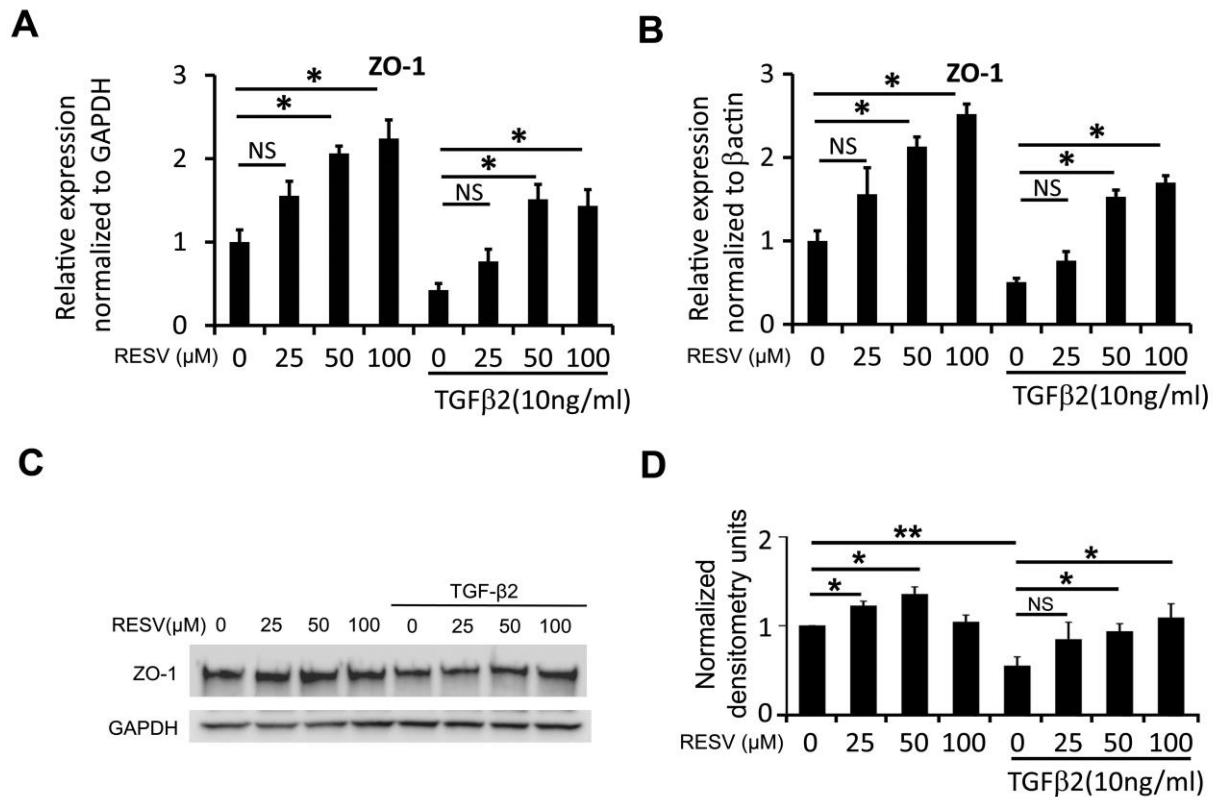 A
ZO-1
Relative expression
normalized to GAPDH
3
2
1
0
*
*
NS
*
*
NS
RESV (µM) 0 25 50 100 0 25 50 100
TGFβ2(10ng/ml)
B
ZO-1
Relative expression
normalized to βactin
3
2
1
0
*
*
NS
*
*
NS
RESV (µM) 0 25 50 100 0 25 50 100
TGFβ2(10ng/ml)
C
TGF-β2
RESV(µM) 0 25 50 100 0 25 50 100
ZO-1
GAPDH
D
Normalized
densitometry units
2
1
0
**
*
*
*
*
NS
RESV (µM) 0 25 50 100 0 25 50 100
TGFβ2(10ng/ml)